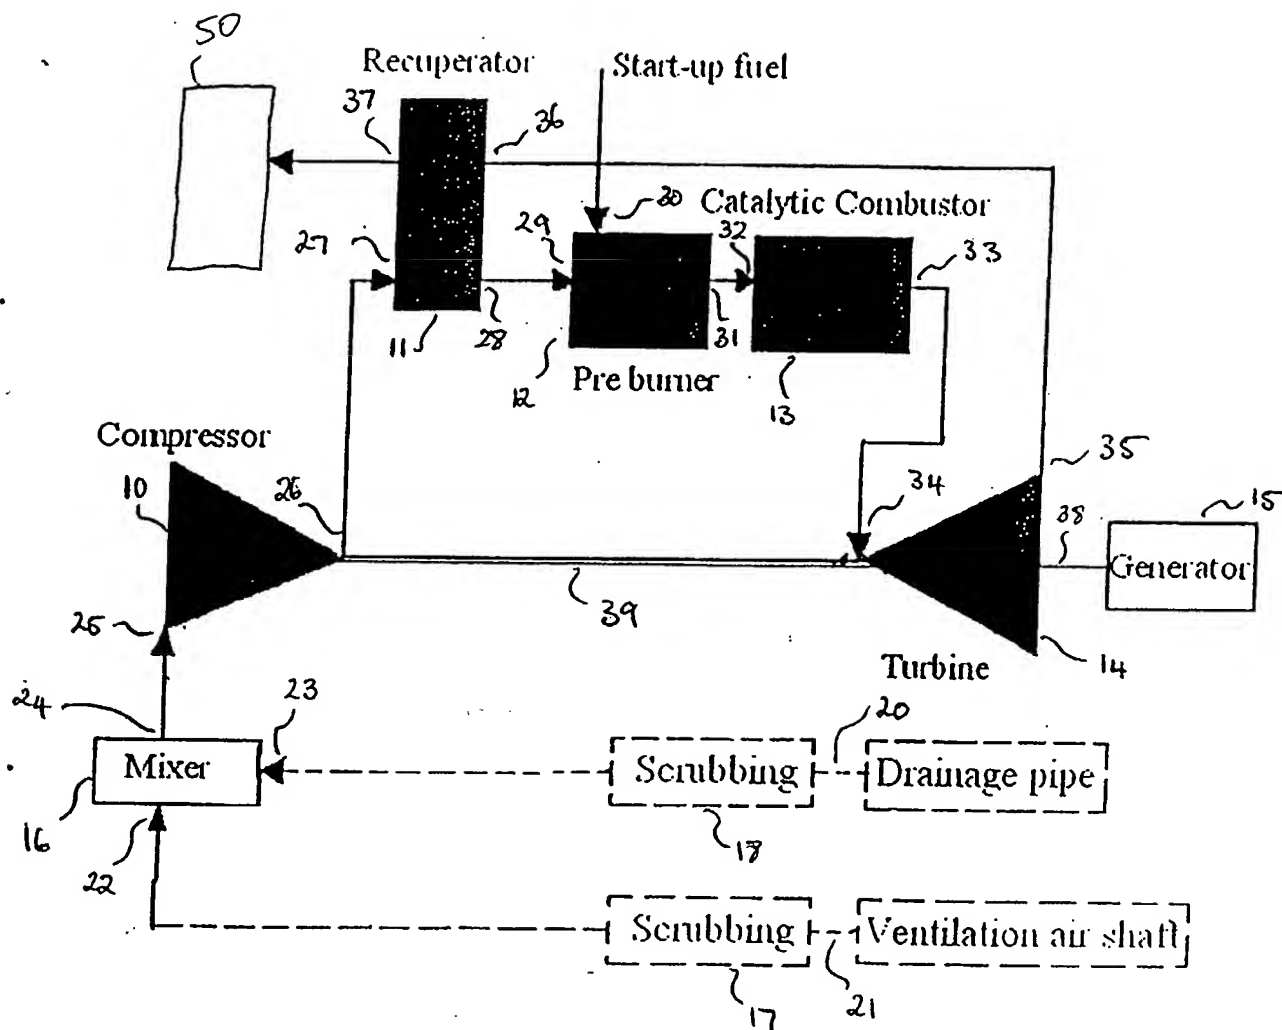 50
Recuperator
Start-up fuel
37
36
30
Catalytic Combustor
27
29
32
33
11
28
31
12
Pre burner
13
Compressor
10
26
34
35
15
38
Generator
39
25
Turbine
14
24
23
20
Mixer
Scrubbing
Drainage pipe
16
22
18
Scrubbing
Ventilation air shaft
17
21